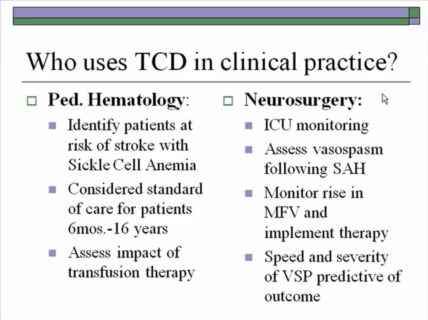 Who uses TCD in clinical practice?
Ped. Hematology:
Identify patients at
risk of stroke with
Sickle Cell Anemia
Considered standard
of care for patients
6mos.-16 years
Assess impact of
transfusion therapy
Neurosurgery:
ICU monitoring
Assess vasospasm
following SAH
Monitor rise in
MFV and
implement therapy
Speed and severity
of VSP predictive of
outcome